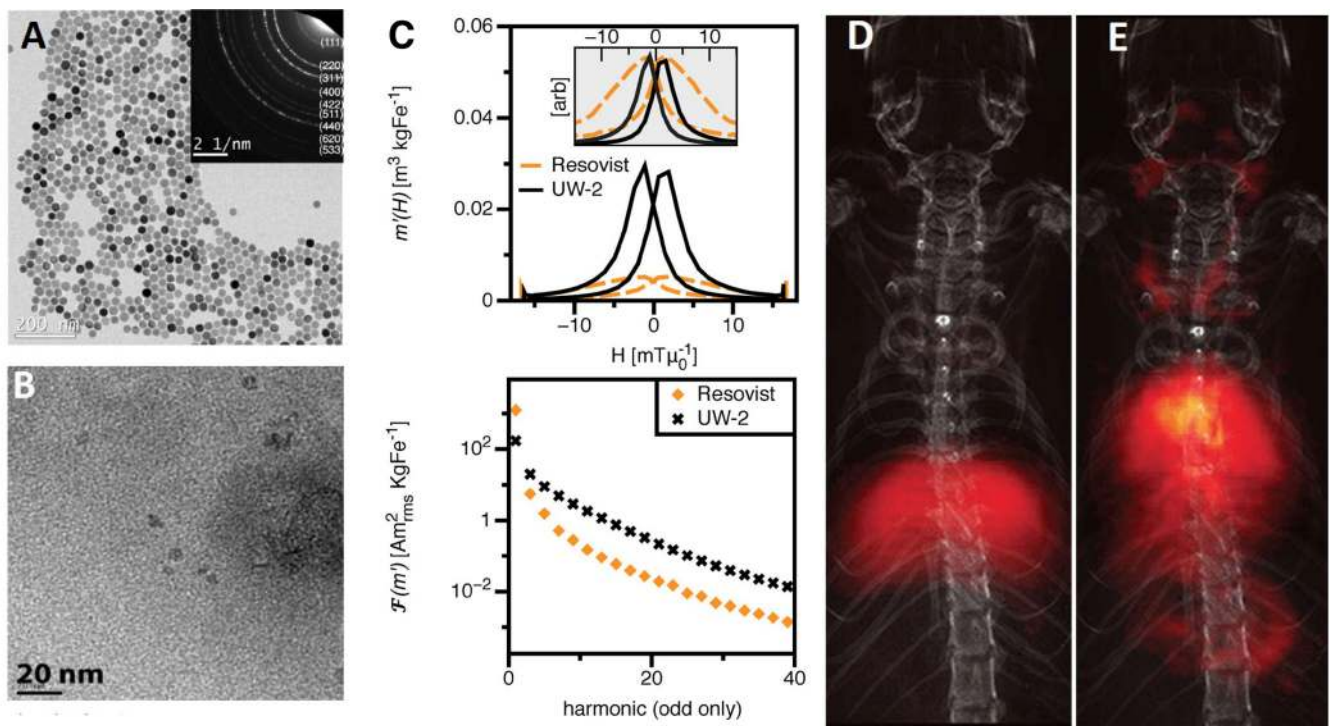 A
(111)
(220)
(311)
(400)
(422)
(511)
(440)
(620)
(533)
2 1/nm
200 nm
B
20 nm
C
0.06
0.04
0.02
0
m'(H) [m³ kgFe⁻¹]
−10 0 10
[arb]
Resovist
UW-2
−10 0 10
H [mTμ₀⁻¹]
Resovist
UW-2
10²
1
10⁻²
𝓕(m') [Am²rms KgFe⁻¹]
0 20 40
harmonic (odd only)
D
E